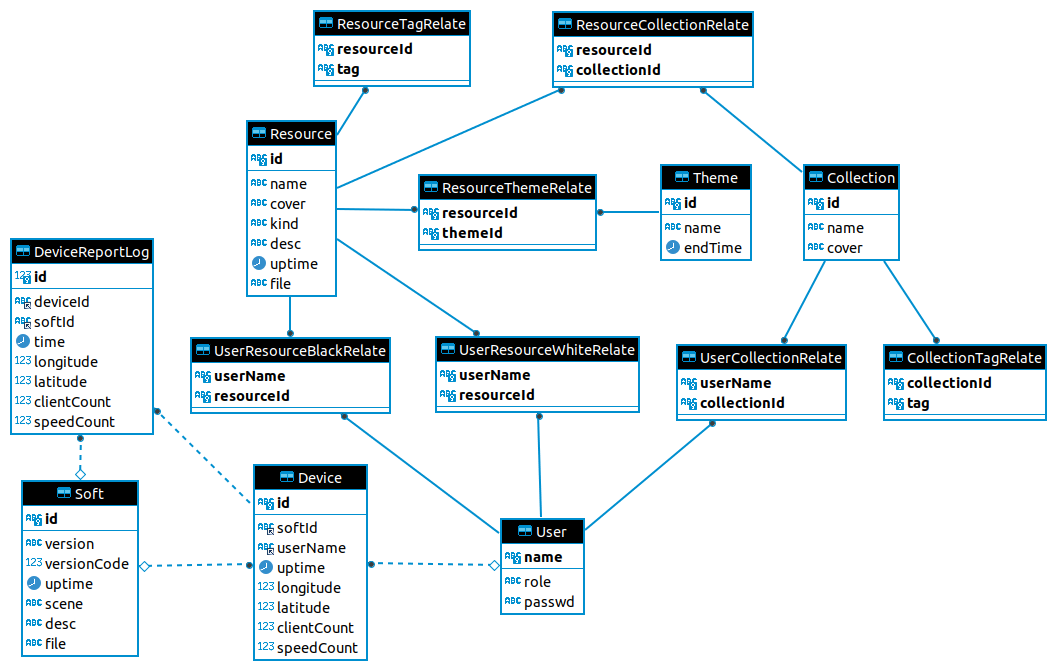 ResourceTagRelate
resourceId
tag
ResourceCollectionRelate
resourceId
collectionId
Resource
id
name
cover
kind
desc
uptime
file
ResourceThemeRelate
resourceId
themeId
Theme
id
name
endTime
Collection
id
name
cover
DeviceReportLog
id
deviceId
softId
time
longitude
latitude
clientCount
speedCount
UserResourceBlackRelate
userName
resourceId
UserResourceWhiteRelate
userName
resourceId
UserCollectionRelate
userName
collectionId
CollectionTagRelate
collectionId
tag
Soft
id
version
versionCode
uptime
scene
desc
file
Device
id
softId
userName
uptime
longitude
latitude
clientCount
speedCount
User
name
role
passwd